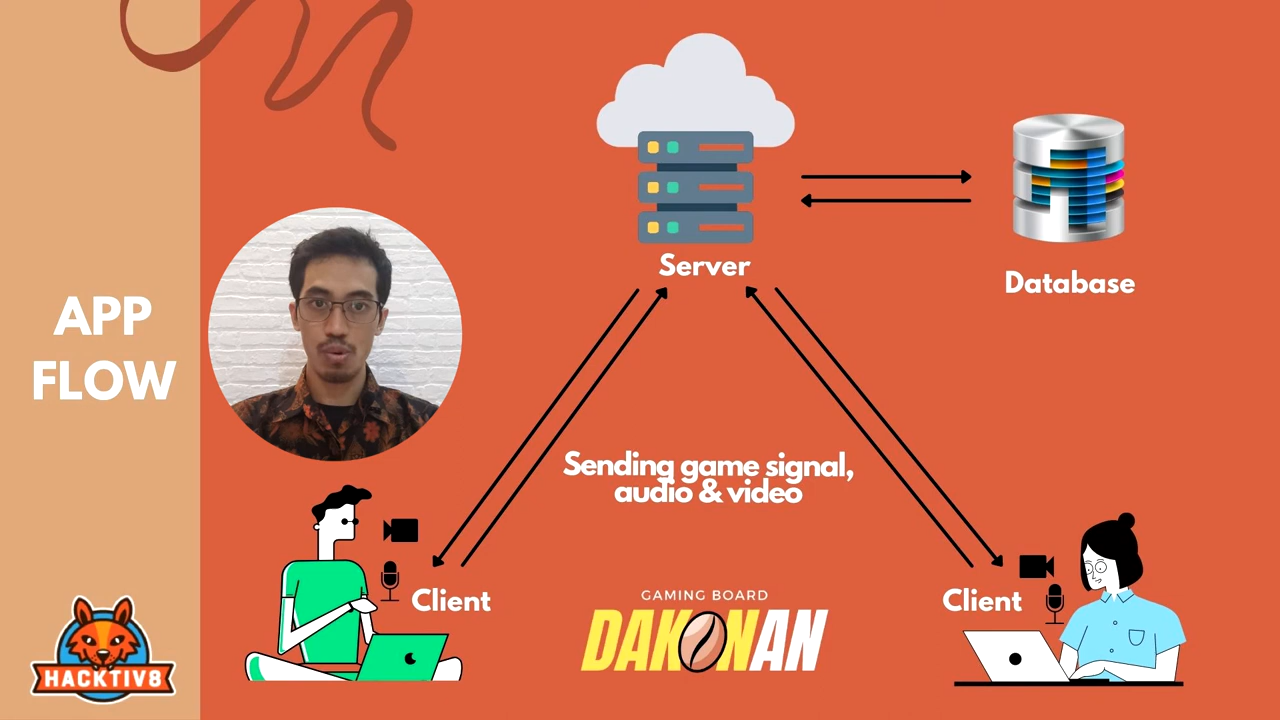 APP
FLOW
Server
Database
Sending game signal,
audio & video
Client
Client
GAMING BOARD
DAKONAN
HACKTIV8